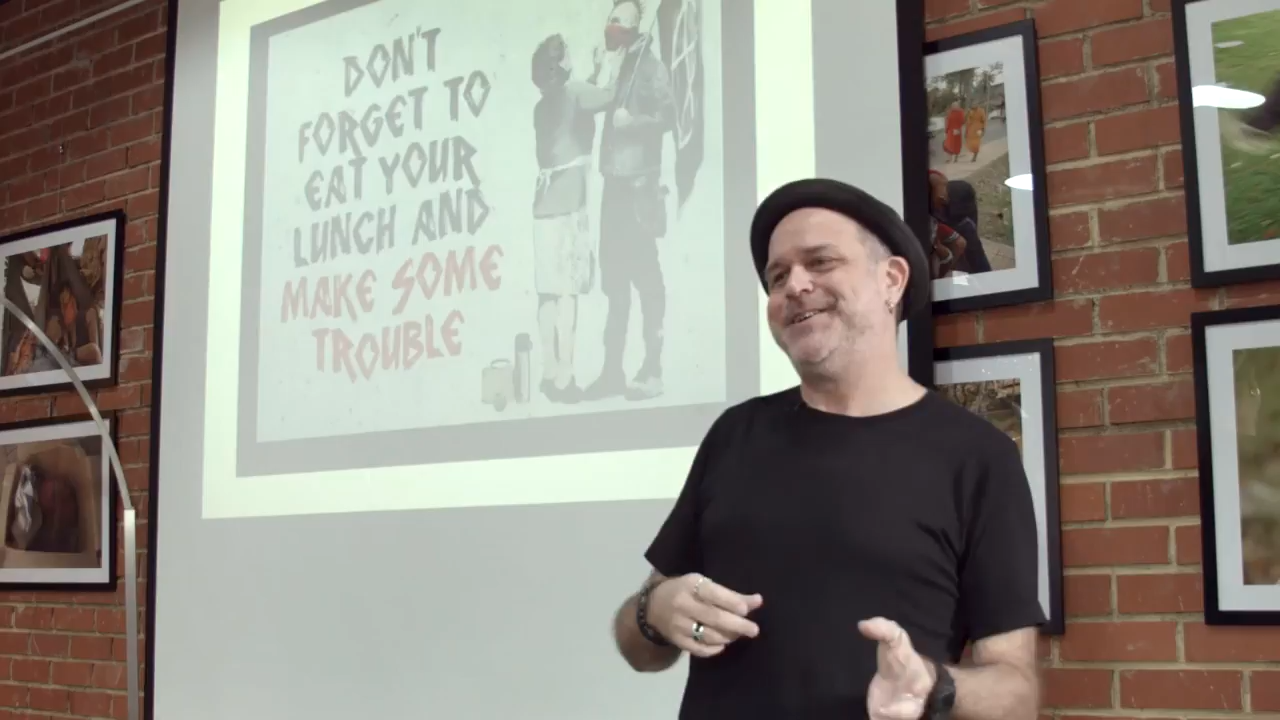 DON'T
FORGET TO
EAT YOUR
LUNCH AND
MAKE SOME
TROUBLE